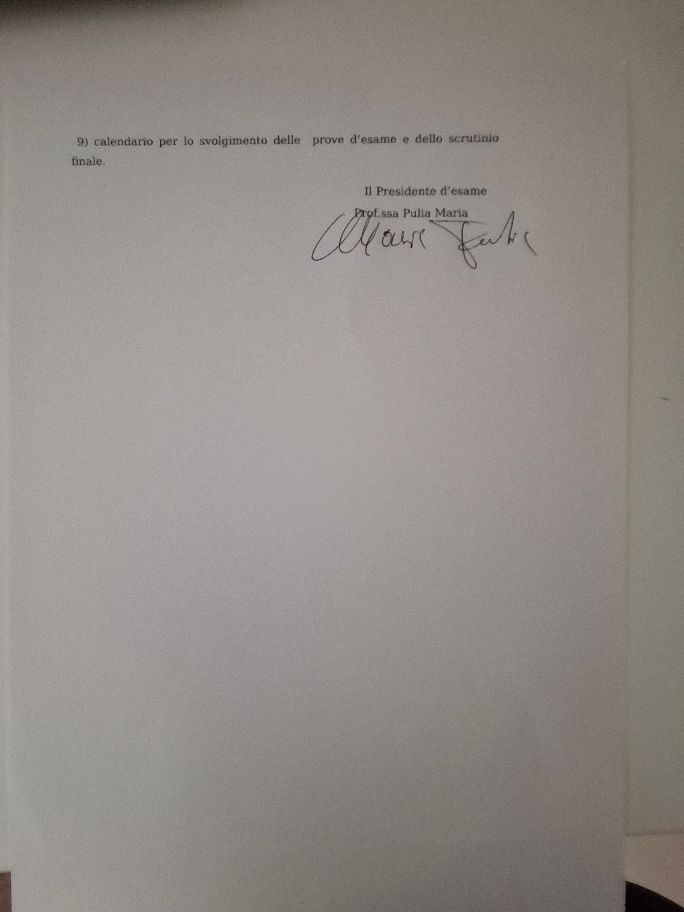 9) calendario per lo svolgimento delle prove d'esame e dello scrutinio
finale.
Il Presidente d'esame
Prof.ssa Pulia Maria